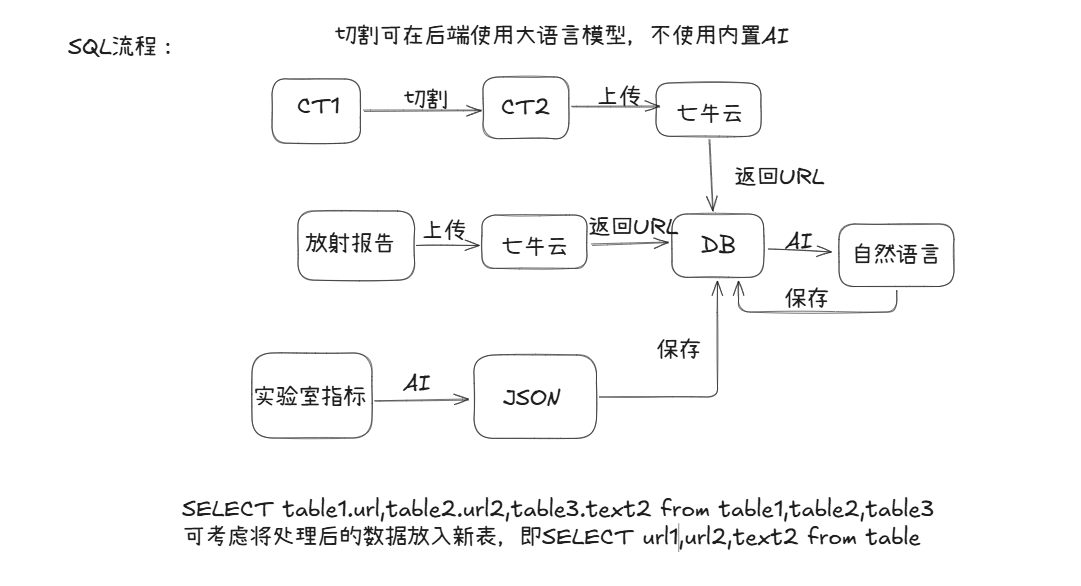 切割可在后端使用大语言模型，不使用内置AI
SQL流程：
CT1
切割
CT2
上传
七牛云
返回URL
放射报告
上传
七牛云
返回URL
DB
AI
自然语言
保存
保存
实验室指标
AI
JSON
SELECT table1.url,table2.url2,table3.text2 from table1,table2,table3
可考虑将处理后的数据放入新表，即SELECT url1,url2,text2 from table